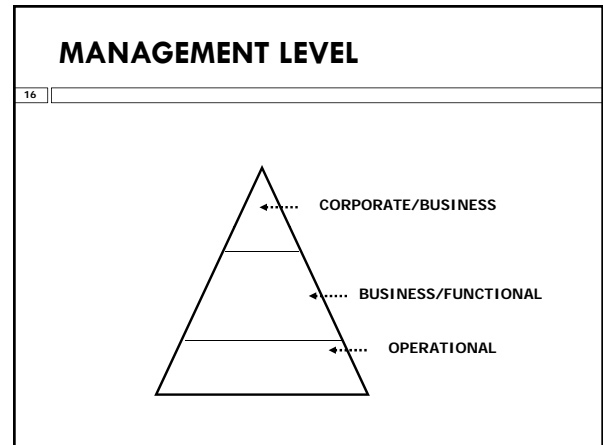 MANAGEMENT LEVEL
16
CORPORATE/BUSINESS
BUSINESS/FUNCTIONAL
OPERATIONAL